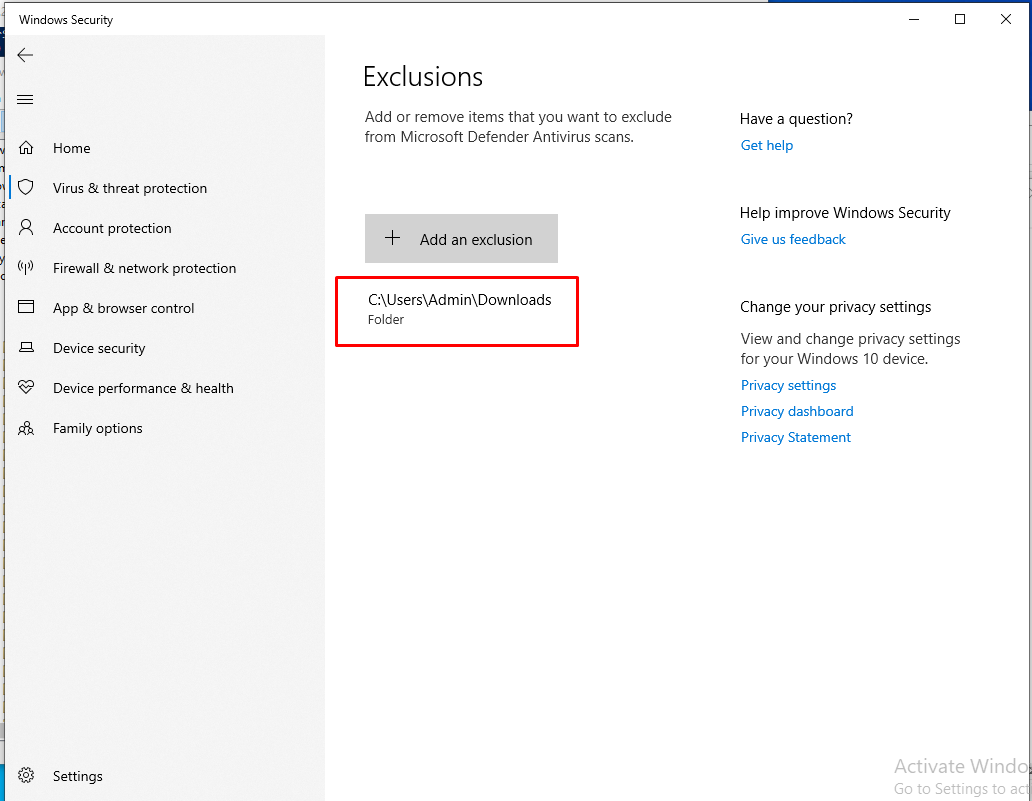 Windows Security
Home
Virus & threat protection
Account protection
Firewall & network protection
App & browser control
Device security
Device performance & health
Family options
Settings
Exclusions
Add or remove items that you want to exclude
from Microsoft Defender Antivirus scans.
Add an exclusion
C:\Users\Admin\Downloads
Folder
Have a question?
Get help
Help improve Windows Security
Give us feedback
Change your privacy settings
View and change privacy settings
for your Windows 10 device.
Privacy settings
Privacy dashboard
Privacy Statement
Activate Windo
Go to Settings to act